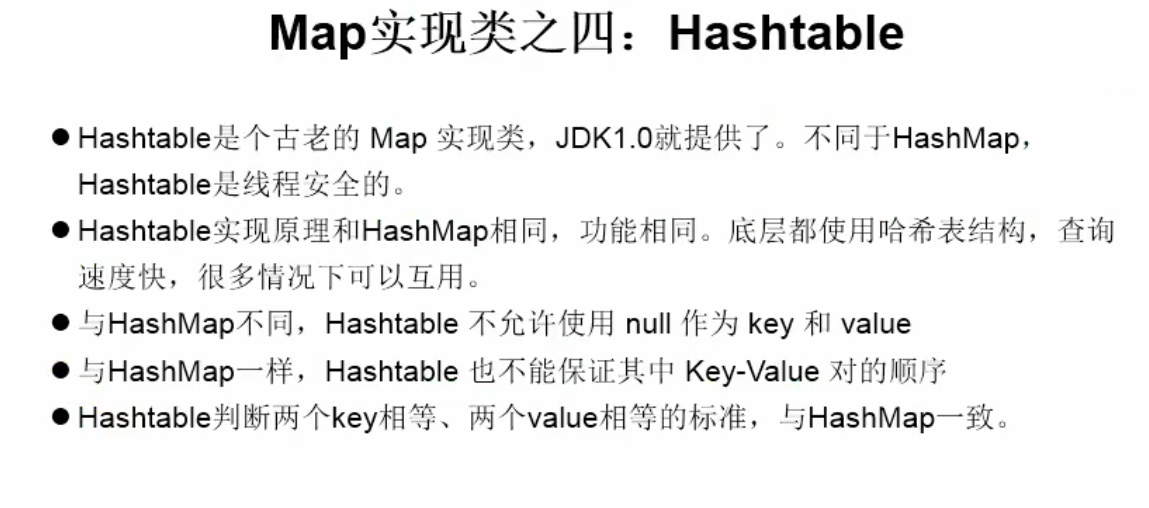 Map实现类之四：Hashtable
●Hashtable是个古老的 Map 实现类，JDK1.0就提供了。不同于HashMap，
Hashtable是线程安全的。
●Hashtable实现原理和HashMap相同，功能相同。底层都使用哈希表结构，查询
速度快，很多情况下可以互用。
●与HashMap不同，Hashtable 不允许使用 null 作为 key 和 value
●与HashMap一样，Hashtable 也不能保证其中 Key-Value 对的顺序
●Hashtable判断两个key相等、两个value相等的标准，与HashMap一致。